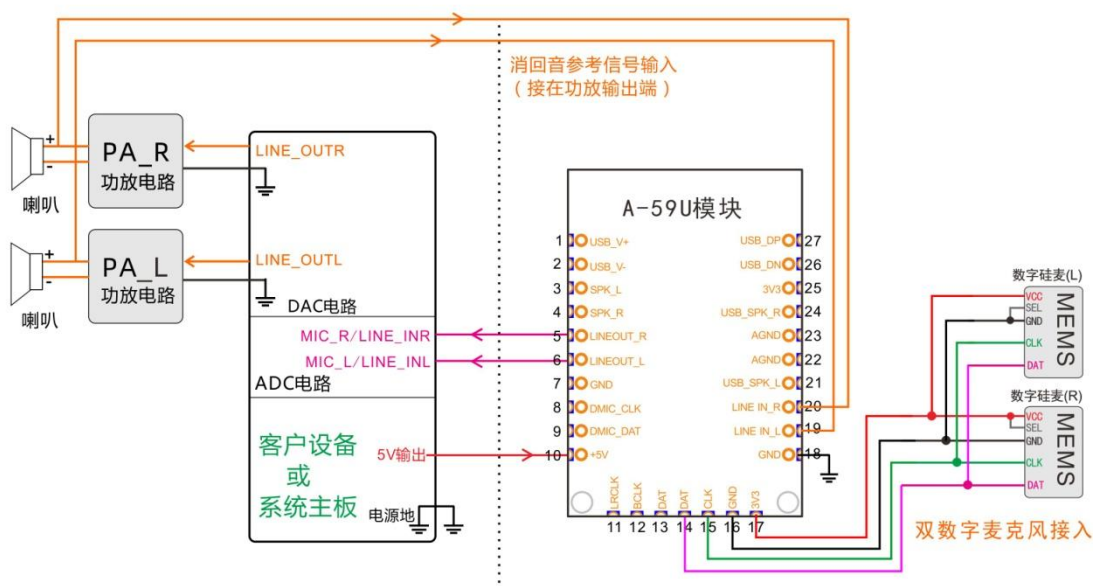 消回音参考信号输入
（接在功放输出端）
+
-
PA_R
功放电路
喇叭
LINE_OUTR
+
-
PA_L
功放电路
喇叭
LINE_OUTL
DAC电路
MIC_R/LINE_INR
MIC_L/LINE_INL
ADC电路
客户设备
或
系统主板
5V输出
电源地
A-59U模块
1 USB_V+
2 USB_V-
3 SPK_L
4 SPK_R
5 LINEOUT_R
6 LINEOUT_L
7 GND
8 DMIC_CLK
9 DMIC_DAT
10 +5V
USB_DP 27
USB_DN 26
3V3 25
USB_SPK_R 24
AGND 23
AGND 22
USB_SPK_L 21
LINE IN_R 20
LINE IN_L 19
GND 18
LRCLK BCLK DAT DAT CLK GND 3V3
11 12 13 14 15 16 17
数字硅麦(L)
VCC
SEL
GND
CLK
DAT
MEMS
数字硅麦(R)
VCC
SEL
GND
CLK
DAT
MEMS
双数字麦克风接入